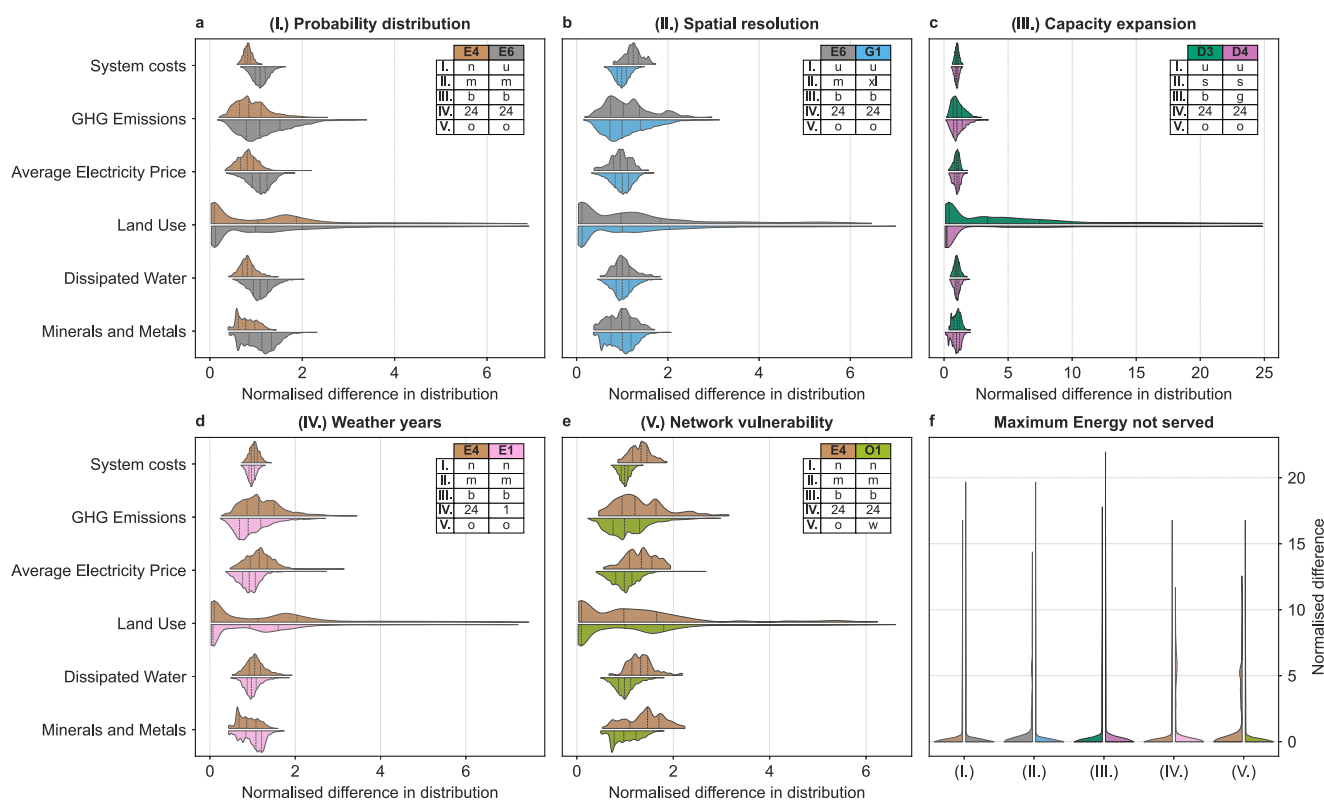 a (I.) Probability distribution
E4 E6
I. n u
II. m m
III. b b
IV. 24 24
V. o o
System costs
GHG Emissions
Average Electricity Price
Land Use
Dissipated Water
Minerals and Metals
0 2 4 6
Normalised difference in distribution
b (II.) Spatial resolution
E6 G1
I. u u
II. m xl
III. b b
IV. 24 24
V. o o
0 2 4 6
Normalised difference in distribution
c (III.) Capacity expansion
D3 D4
I. u u
II. s s
III. b g
IV. 24 24
V. o o
0 5 10 15 20 25
Normalised difference in distribution
d (IV.) Weather years
E4 E1
I. n n
II. m m
III. b b
IV. 24 1
V. o o
System costs
GHG Emissions
Average Electricity Price
Land Use
Dissipated Water
Minerals and Metals
0 2 4 6
Normalised difference in distribution
e (V.) Network vulnerability
E4 O1
I. n n
II. m m
III. b b
IV. 24 24
V. o w
0 2 4 6
Normalised difference in distribution
f Maximum Energy not served
20
15
10
5
0
Normalised difference
(I.) (II.) (III.) (IV.) (V.)